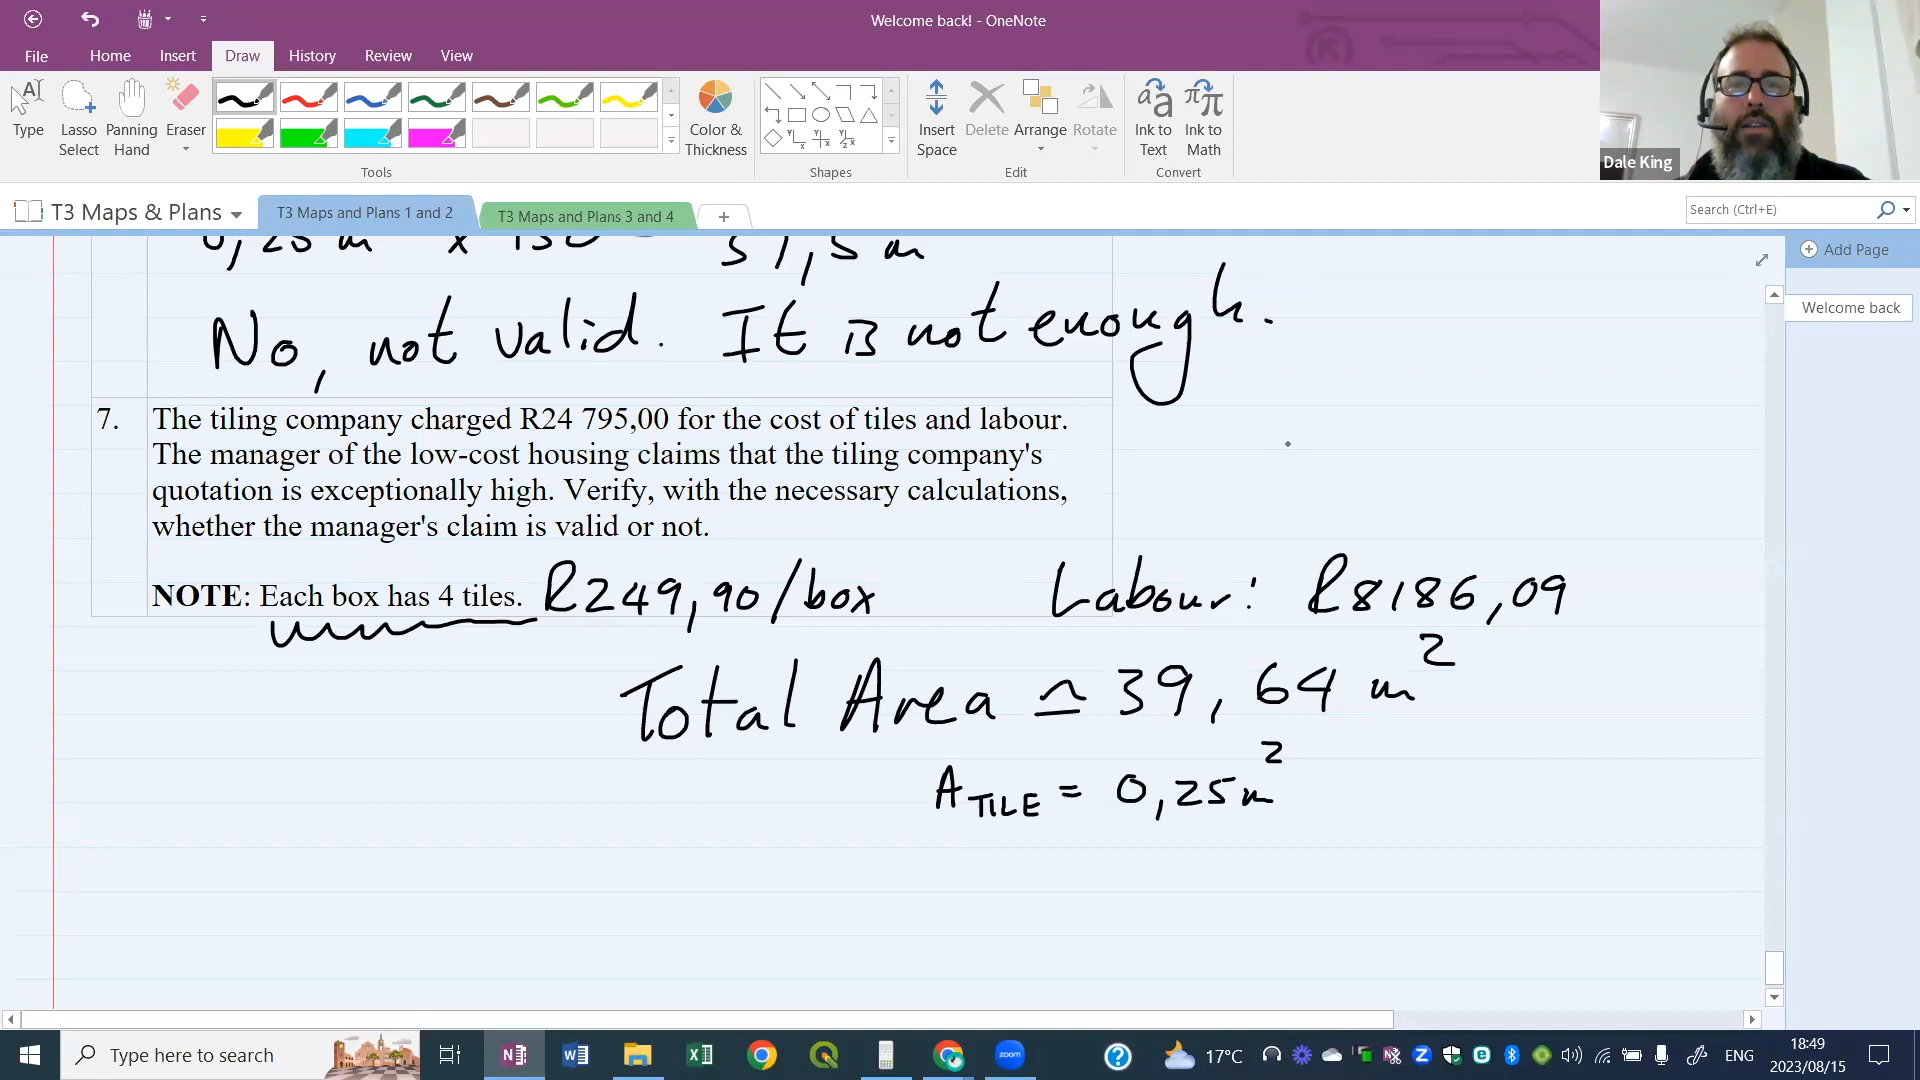 Welcome back! - OneNote
File Home Insert Draw History Review View
Type
Lasso Select
Panning Hand
Eraser
Color & Thickness
Insert Space
Delete
Arrange
Rotate
Ink to Text
Ink to Math
Tools
Shapes
Edit
Convert
Dale King
T3 Maps & Plans
T3 Maps and Plans 1 and 2
T3 Maps and Plans 3 and 4
Search (Ctrl+E)
Add Page
Welcome back
No, not valid. It is not enough.
7. The tiling company charged R24 795,00 for the cost of tiles and labour.
The manager of the low-cost housing claims that the tiling company's
quotation is exceptionally high. Verify, with the necessary calculations,
whether the manager's claim is valid or not.
NOTE: Each box has 4 tiles. R249,90/box Labour: R8186,09
Total Area ≃ 39,64 m²
A TILE = 0,25m²
Type here to search
zoom
17°C
ENG
18:49
2023/08/15